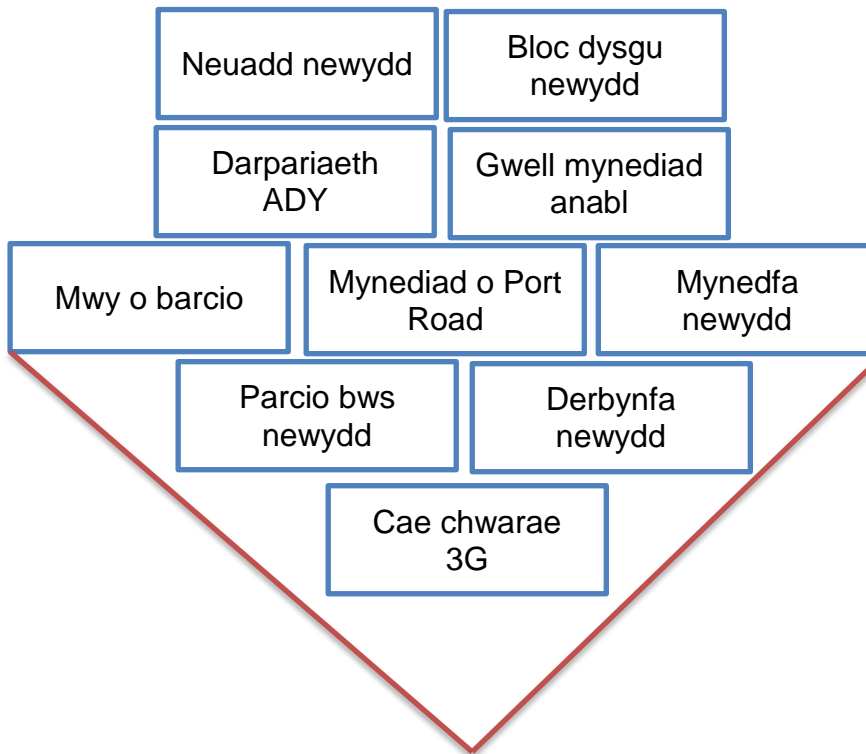 Neuadd newydd
Bloc dysgu
newydd
Darpariaeth
ADY
Gwell mynediad
anabl
Mwy o barcio
Mynediad o Port
Road
Mynedfa
newydd
Parcio bws
newydd
Derbynfa
newydd
Cae chwarae
3G